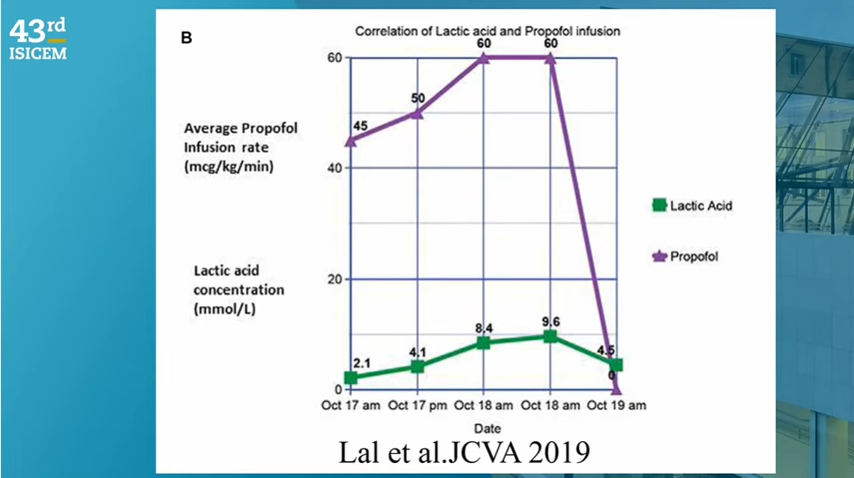 43rd
ISICEM
B
Correlation of Lactic acid and Propofol infusion
Average Propofol
Infusion rate
(mcg/kg/min)
Lactic acid
concentration
(mmol/L)
60
40
20
0
45
50
60
60
0
2.1
4.1
8.4
9.6
4.5
Oct 17 am
Oct 17 pm
Oct 18 am
Oct 18 am
Oct 19 am
Date
Lactic Acid
Propofol
Lal et al.JCVA 2019